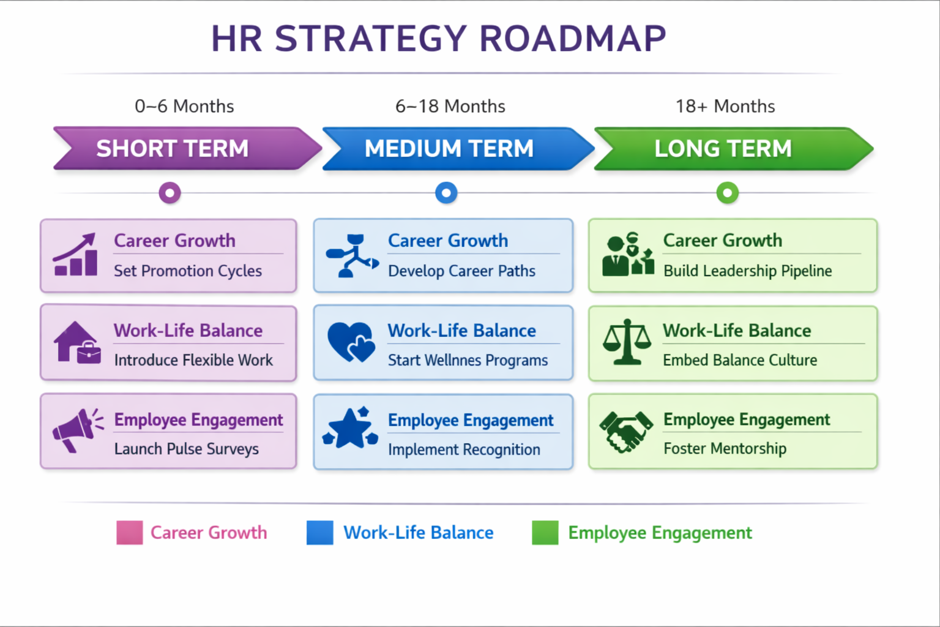 HR STRATEGY ROADMAP
0–6 Months
6–18 Months
18+ Months
SHORT TERM
MEDIUM TERM
LONG TERM
Career Growth
Set Promotion Cycles
Career Growth
Develop Career Paths
Career Growth
Build Leadership Pipeline
Work-Life Balance
Introduce Flexible Work
Work-Life Balance
Start Wellnnes Programs
Work-Life Balance
Embed Balance Culture
Employee Engagement
Launch Pulse Surveys
Employee Engagement
Implement Recognition
Employee Engagement
Foster Mentorship
Career Growth
Work-Life Balance
Employee Engagement